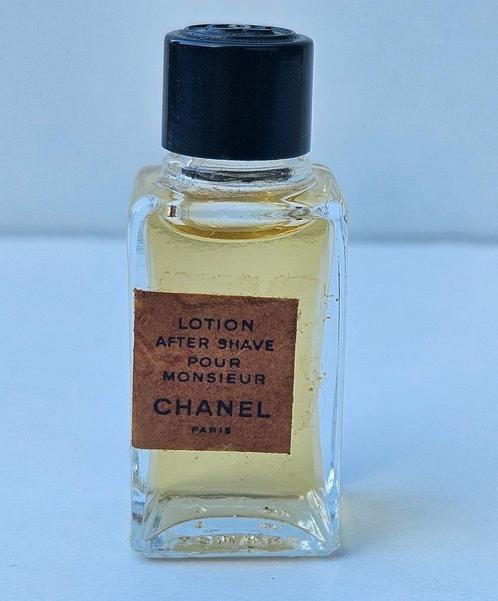 LOTION
AFTER SHAVE
POUR
MONSIEUR
CHANEL
PARIS